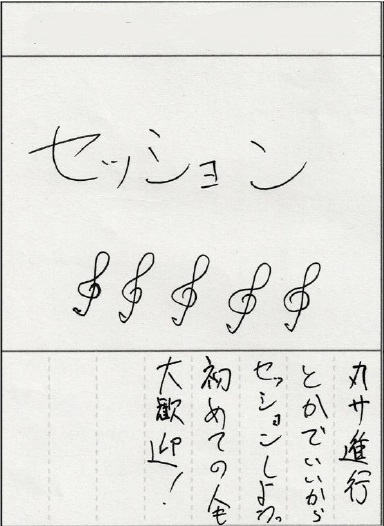 セッション
丸サ進行
とかでいいから
セッションしよ
初めての人も
大歓迎!